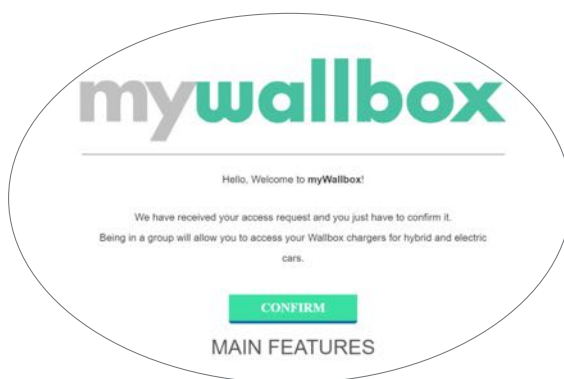 mywallbox
Hello, Welcome to myWallbox!
We have received your access request and you just have to confirm it.
Being in a group will allow you to access your Wallbox chargers for hybrid and electric
cars.
CONFIRM
MAIN FEATURES